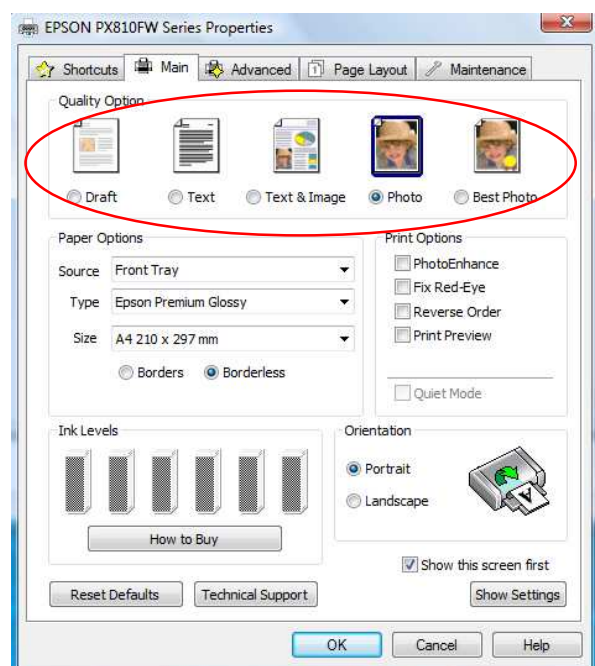 EPSON PX810FW Series Properties
Shortcuts Main Advanced 1 Page Layout Maintenance
Quality Option
Draft Text Text & Image Photo Best Photo
Paper Options
Source Front Tray
Type Epson Premium Glossy
Size A4 210 x 297 mm
Borders Borderless
Print Options
PhotoEnhance
Fix Red-Eye
Reverse Order
Print Preview
Quiet Mode
Ink Levels
How to Buy
Orientation
Portrait
Landscape
A
Show this screen first
Reset Defaults Technical Support Show Settings
OK Cancel Help